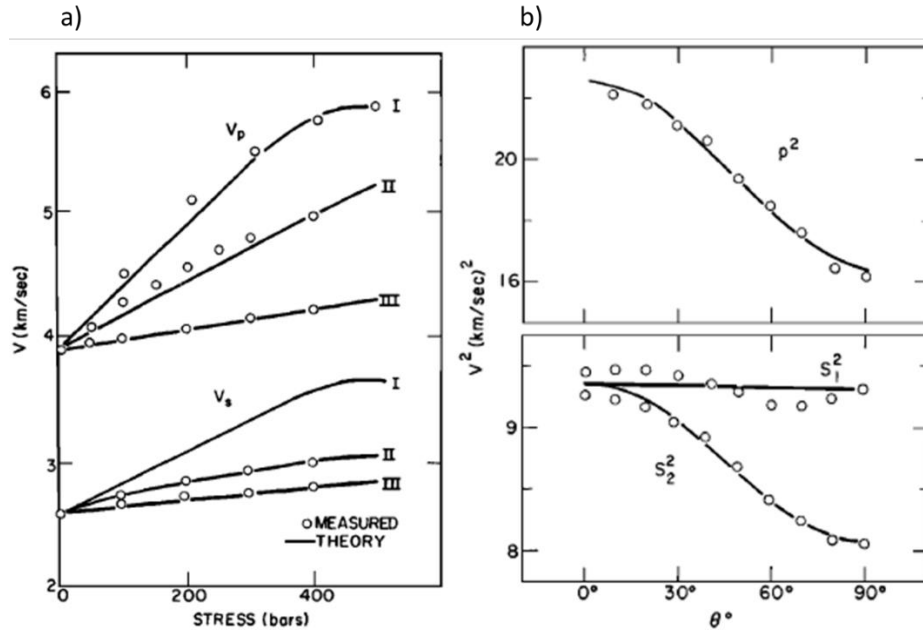 a)
6
5
4
3
2
V (km/sec)
Vp
I
II
III
Vs
I
II
III
MEASURED
THEORY
0 200 400
STRESS (bars)
b)
20
16
P²
V² (km/sec)²
9
8
S₁²
S₂²
0° 30° 60° 90°
θ°